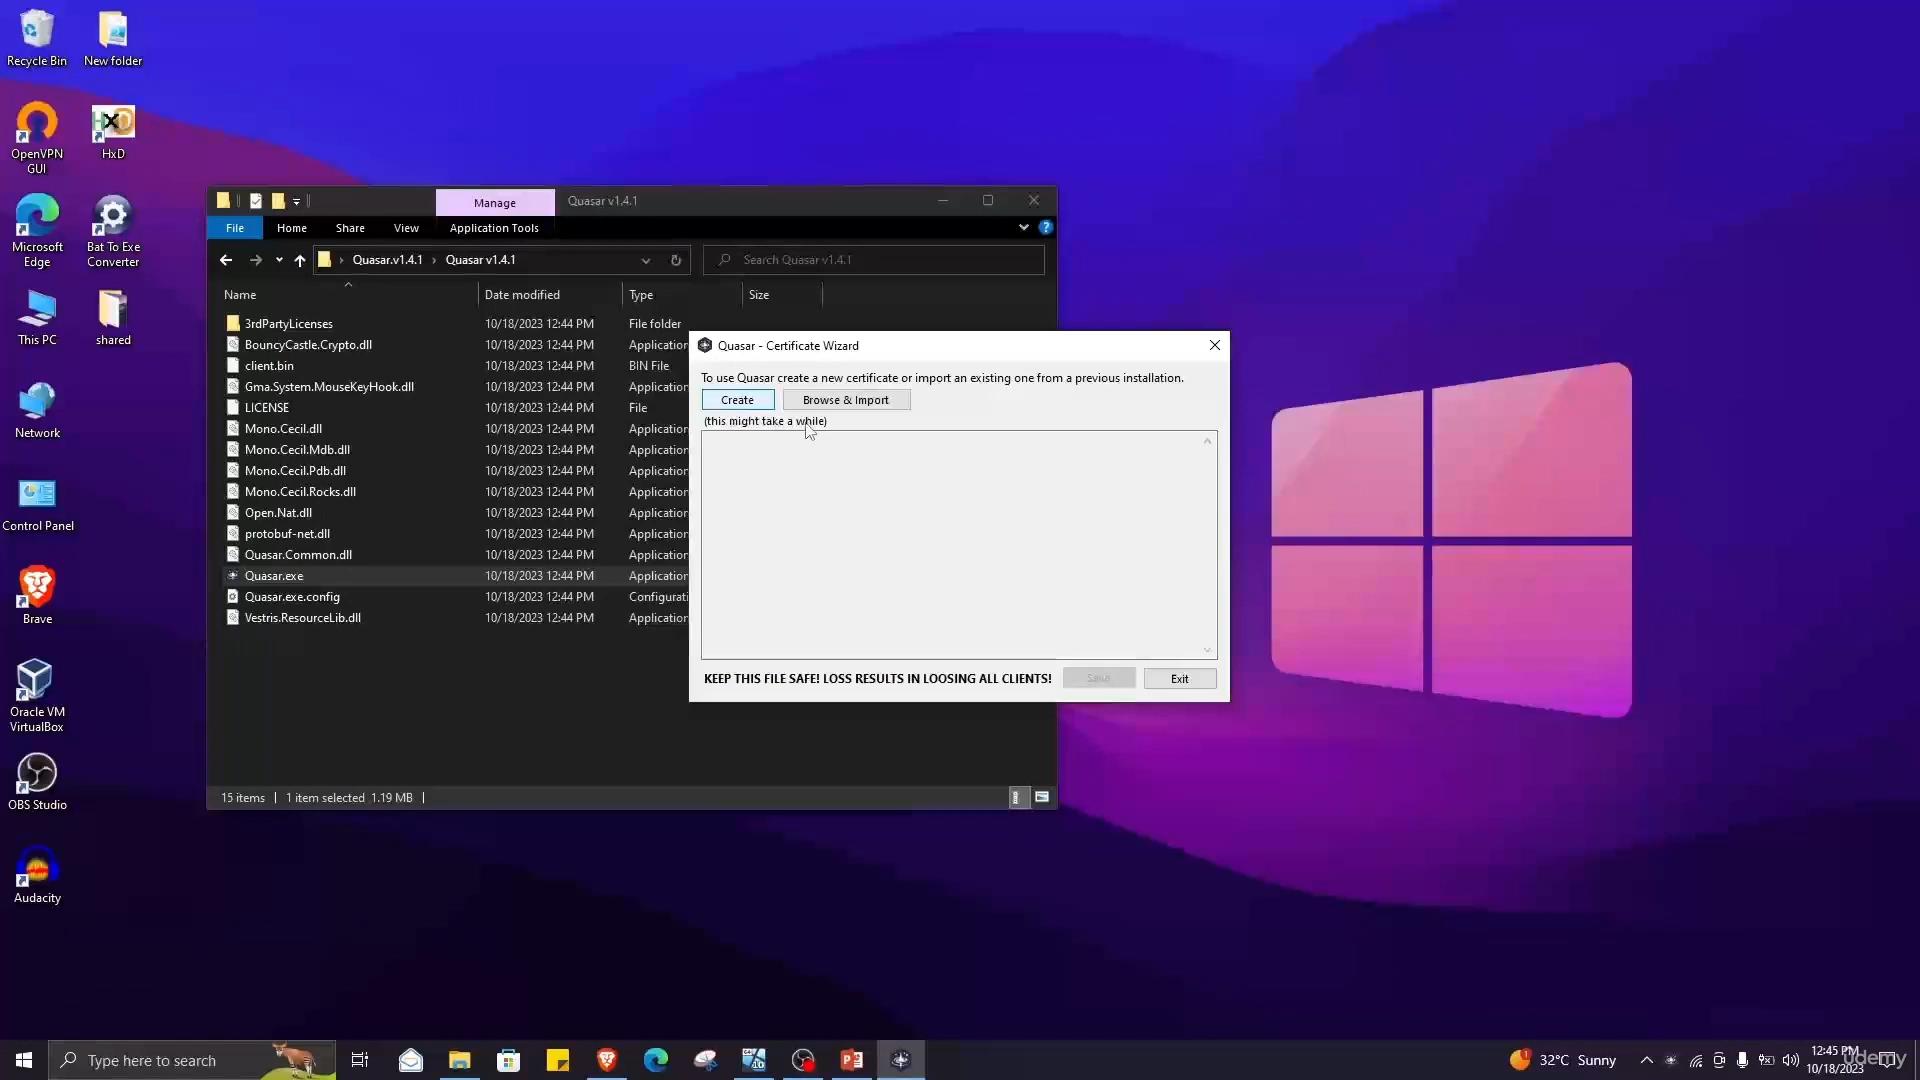 Recycle Bin
New folder
OpenVPN
GUI
HxD
HxD
Microsoft
Edge
Bat To Exe
Converter
This PC
shared
Network
Control Panel
Brave
Oracle VM
VirtualBox
OBS Studio
Audacity
Manage
Quasar v1.4.1
File
Home
Share
View
Application Tools
Quasar.v1.4.1 › Quasar v1.4.1
Search Quasar v1.4.1
Name
Date modified
Type
Size
3rdPartyLicenses 10/18/2023 12:44 PM File folder
BouncyCastle.Crypto.dll 10/18/2023 12:44 PM Application
client.bin 10/18/2023 12:44 PM BIN File
Gma.System.MouseKeyHook.dll 10/18/2023 12:44 PM Application
LICENSE 10/18/2023 12:44 PM File
Mono.Cecil.dll 10/18/2023 12:44 PM Application
Mono.Cecil.Mdb.dll 10/18/2023 12:44 PM Application
Mono.Cecil.Pdb.dll 10/18/2023 12:44 PM Application
Mono.Cecil.Rocks.dll 10/18/2023 12:44 PM Application
Open.Nat.dll 10/18/2023 12:44 PM Application
protobuf-net.dll 10/18/2023 12:44 PM Application
Quasar.Common.dll 10/18/2023 12:44 PM Application
Quasar.exe 10/18/2023 12:44 PM Application
Quasar.exe.config 10/18/2023 12:44 PM Configurati
Vestris.ResourceLib.dll 10/18/2023 12:44 PM Application
15 items | 1 item selected 1.19 MB |
Quasar - Certificate Wizard
To use Quasar create a new certificate or import an existing one from a previous installation.
Create
Browse & Import
(this might take a while)
KEEP THIS FILE SAFE! LOSS RESULTS IN LOOSING ALL CLIENTS!
Save
Exit
Type here to search
32°C Sunny
12:45 PM
10/18/2023
udemy